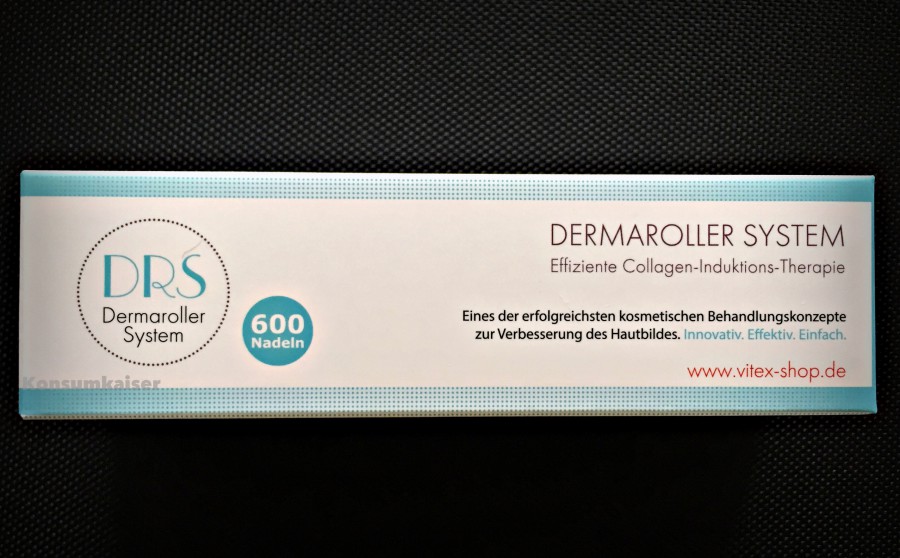 DRS
Dermaroller
System
600
Nadeln
DERMAROLLER SYSTEM
Effiziente Collagen-Induktions-Therapie
Eines der erfolgreichsten kosmetischen Behandlungskonzepte
zur Verbesserung des Hautbildes. Innovativ. Effektiv. Einfach.
www.vitex-shop.de
Konsumkaiser